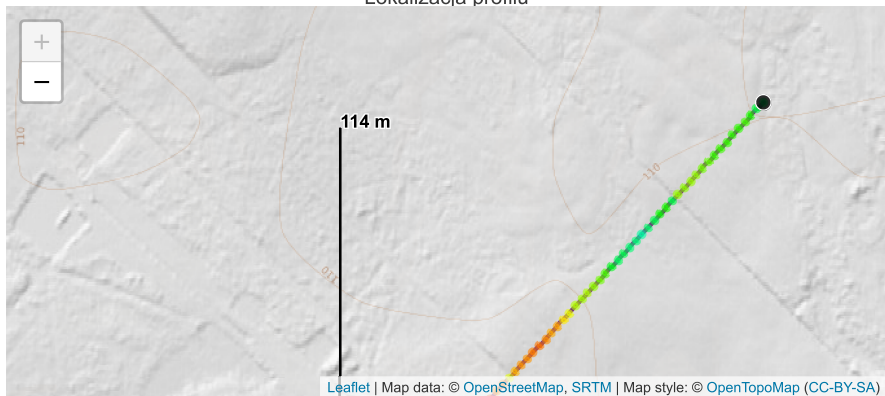 Lokalizacja profilu
+
−
114 m
110
110
110
Leaflet | Map data: © OpenStreetMap, SRTM | Map style: © OpenTopoMap (CC-BY-SA)